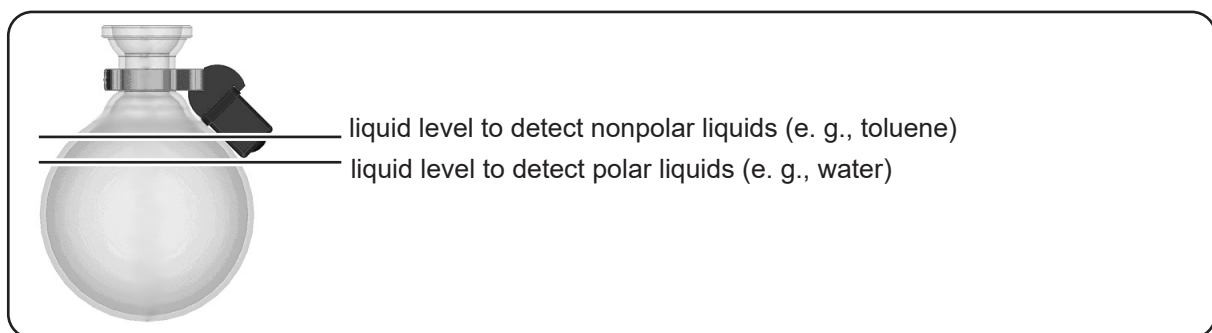 liquid level to detect nonpolar liquids (e. g., toluene)
liquid level to detect polar liquids (e. g., water)